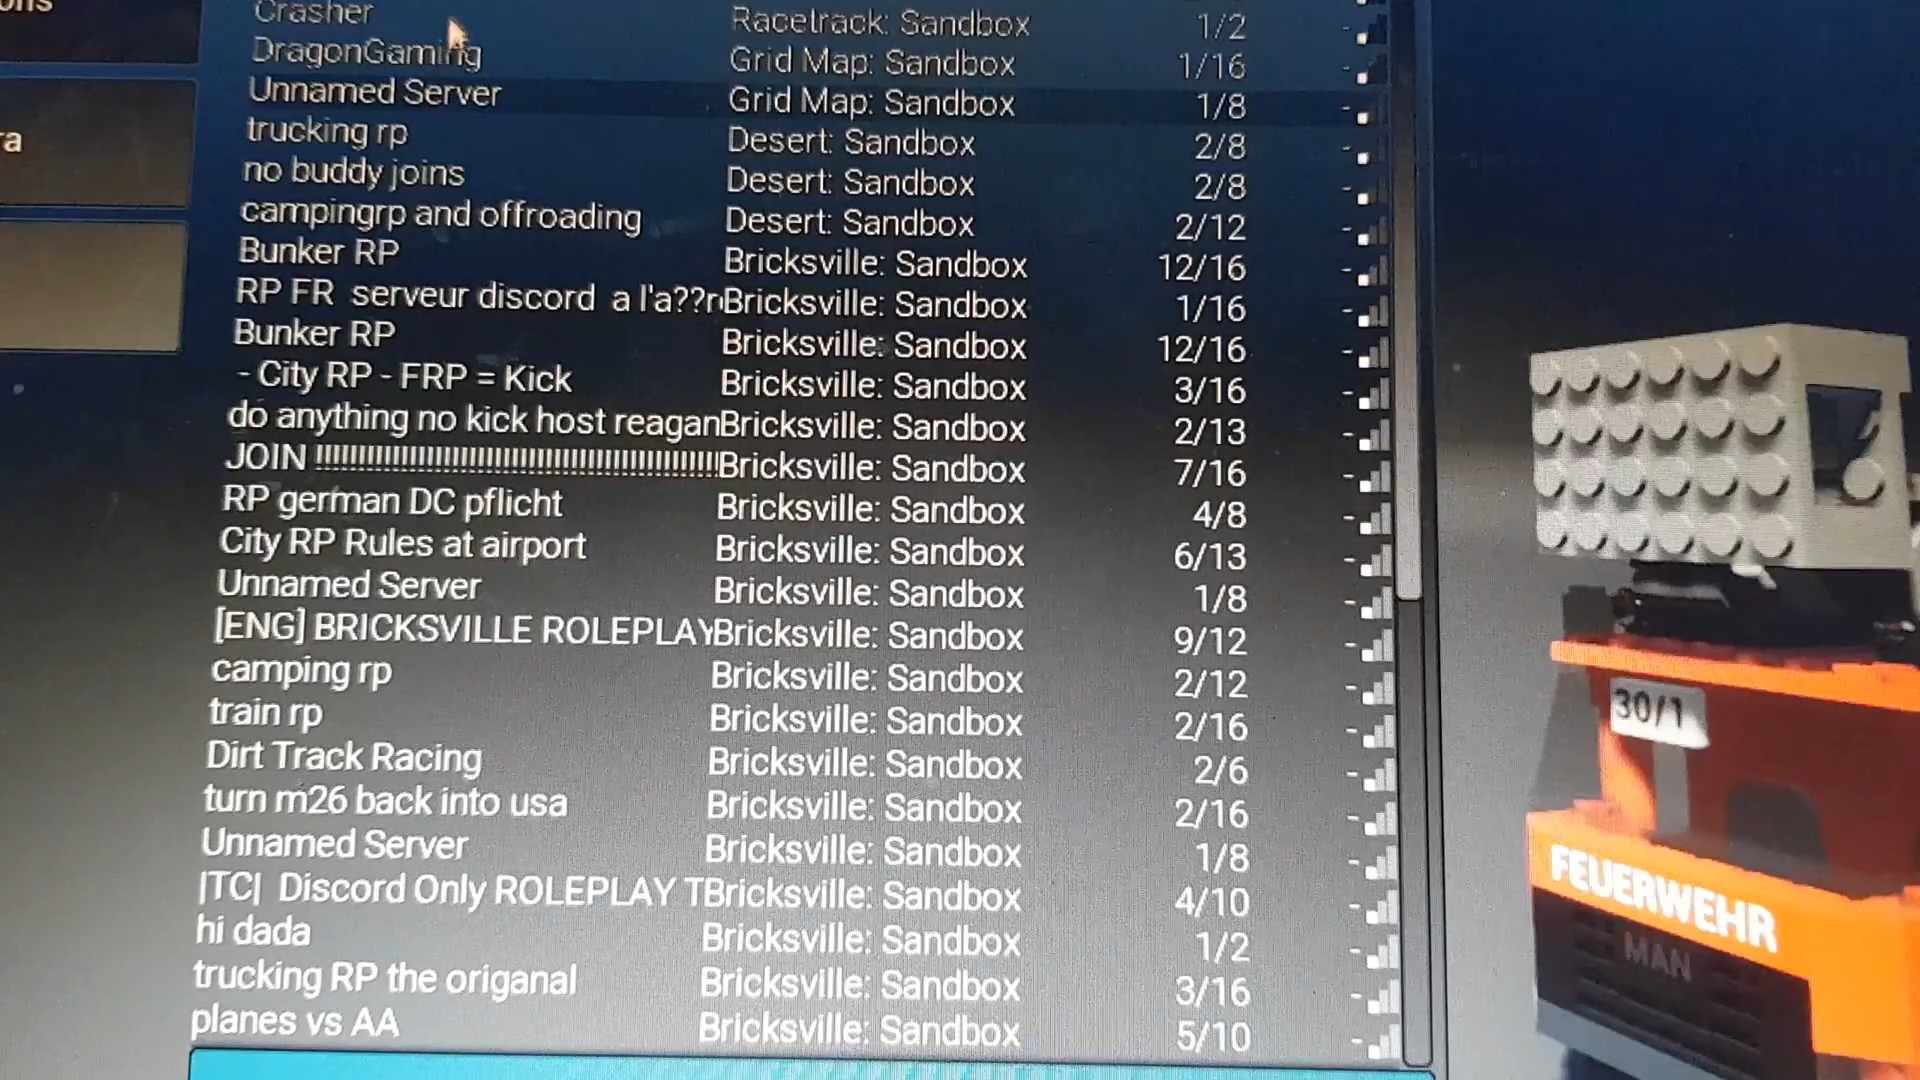 Crasher Racetrack: Sandbox 1/2
DragonGaming Grid Map: Sandbox 1/16
Unnamed Server Grid Map: Sandbox 1/8
trucking rp Desert: Sandbox 2/8
no buddy joins Desert: Sandbox 2/8
campingrp and offroading Desert: Sandbox 2/12
Bunker RP Bricksville: Sandbox 12/16
RP FR serveur discord a l'a??r Bricksville: Sandbox 1/16
Bunker RP Bricksville: Sandbox 12/16
- City RP - FRP = Kick Bricksville: Sandbox 3/16
do anything no kick host reagan Bricksville: Sandbox 2/13
JOIN !!!!!!!!!!!!!!!!!!!!!!!!!!!!!!!!!!!!!!!!!!!!!!!! Bricksville: Sandbox 7/16
RP german DC pflicht Bricksville: Sandbox 4/8
City RP Rules at airport Bricksville: Sandbox 6/13
Unnamed Server Bricksville: Sandbox 1/8
[ENG] BRICKSVILLE ROLEPLAY Bricksville: Sandbox 9/12
camping rp Bricksville: Sandbox 2/12
train rp Bricksville: Sandbox 2/16
Dirt Track Racing Bricksville: Sandbox 2/6
turn m26 back into usa Bricksville: Sandbox 2/16
Unnamed Server Bricksville: Sandbox 1/8
|TC| Discord Only ROLEPLAY T Bricksville: Sandbox 4/10
hi dada Bricksville: Sandbox 1/2
trucking RP the origanal Bricksville: Sandbox 3/16
planes vs AA Bricksville: Sandbox 5/10
30/1
FEUERWEHR
MAN